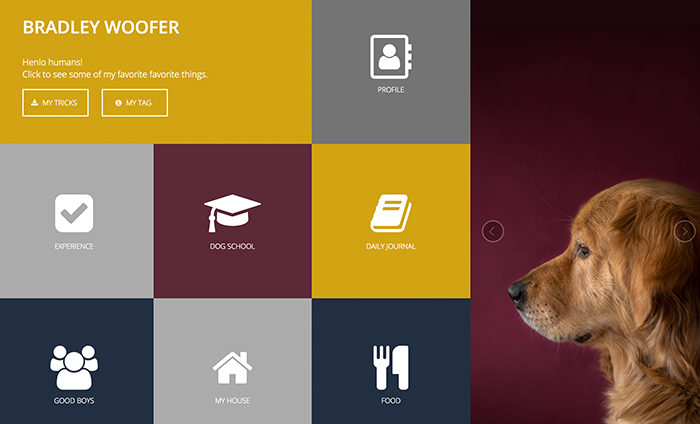 BRADLEY WOOFER
Henlo humans!
Click to see some of my favorite favorite things.
MY TRICKS
MY TAG
PROFILE
EXPERIENCE
DOG SCHOOL
DAILY JOURNAL
GOOD BOYS
MY HOUSE
FOOD